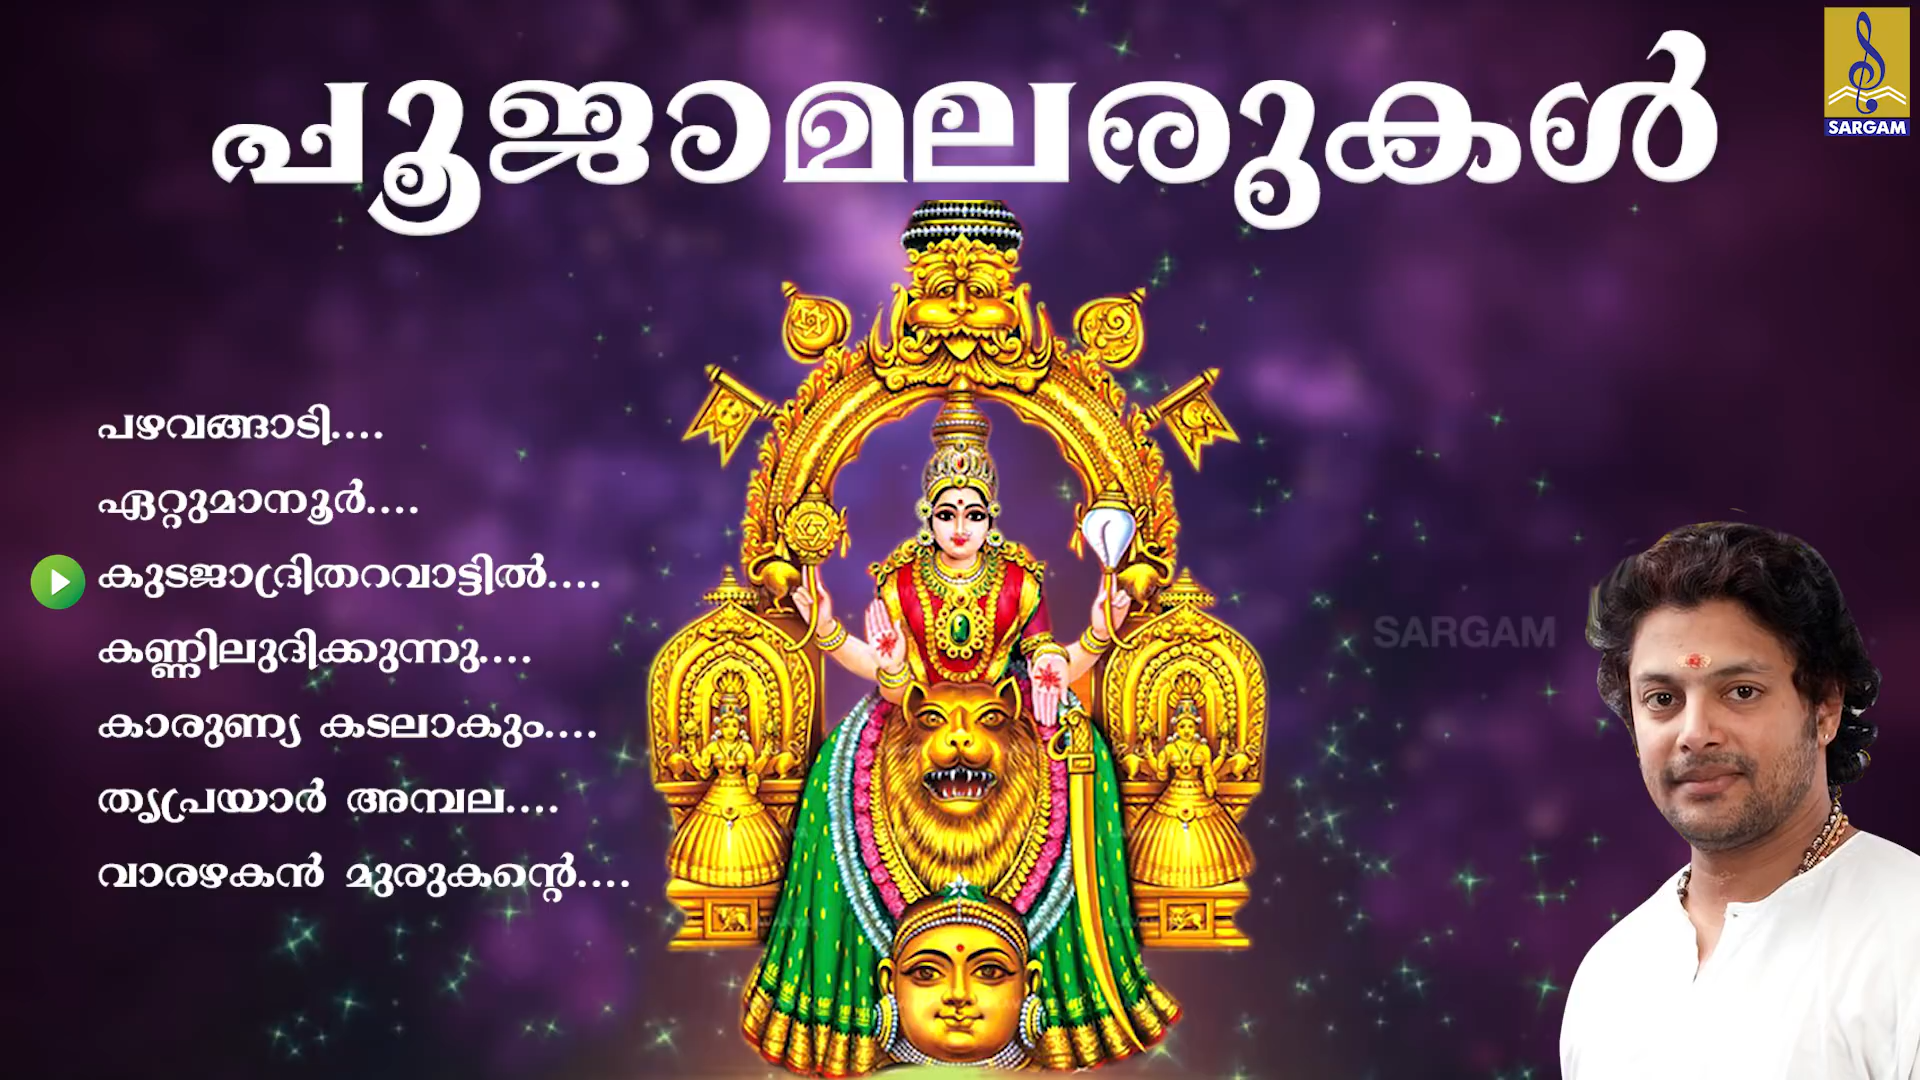 പൂജാമലരുകൾ
SARGAM
പഴവങ്ങാടി....
ഏറ്റുമാനൂർ....
കുടജാദ്രിതറവാട്ടിൽ....
കണ്ണിലുദിക്കുന്നു....
കാരുണ്യ കടലാകും....
തൃപ്രയാർ അമ്പല....
വാരഴകൻ മുരുകന്റെ....
SARGAM